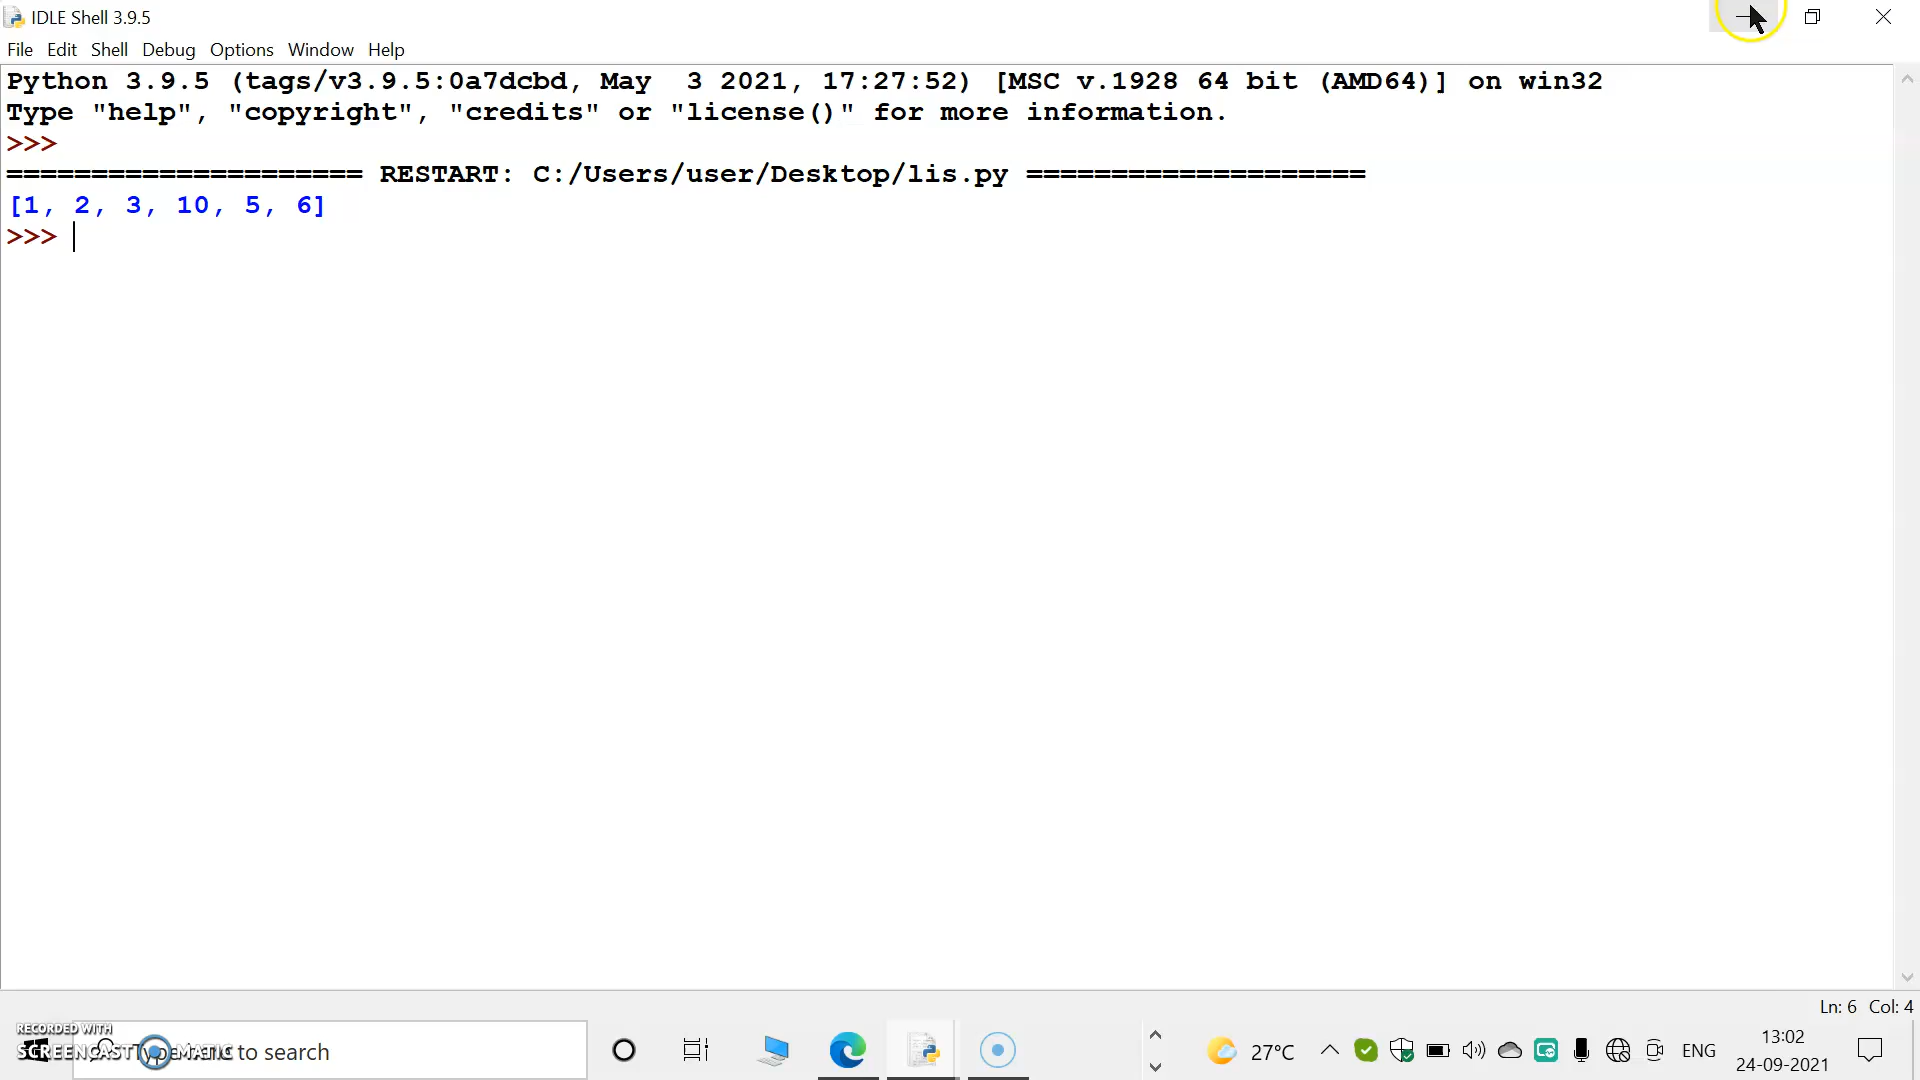 IDLE Shell 3.9.5
File Edit Shell Debug Options Window Help
Python 3.9.5 (tags/v3.9.5:0a7dcbd, May  3 2021, 17:27:52) [MSC v.1928 64 bit (AMD64)] on win32
Type "help", "copyright", "credits" or "license()" for more information.
>>>
===================== RESTART: C:/Users/user/Desktop/lis.py ====================
[1, 2, 3, 10, 5, 6]
>>>
Ln: 6 Col: 4
RECORDED WITH
SCREENCAST MATIC
to search
27°C
ENG
13:02
24-09-2021